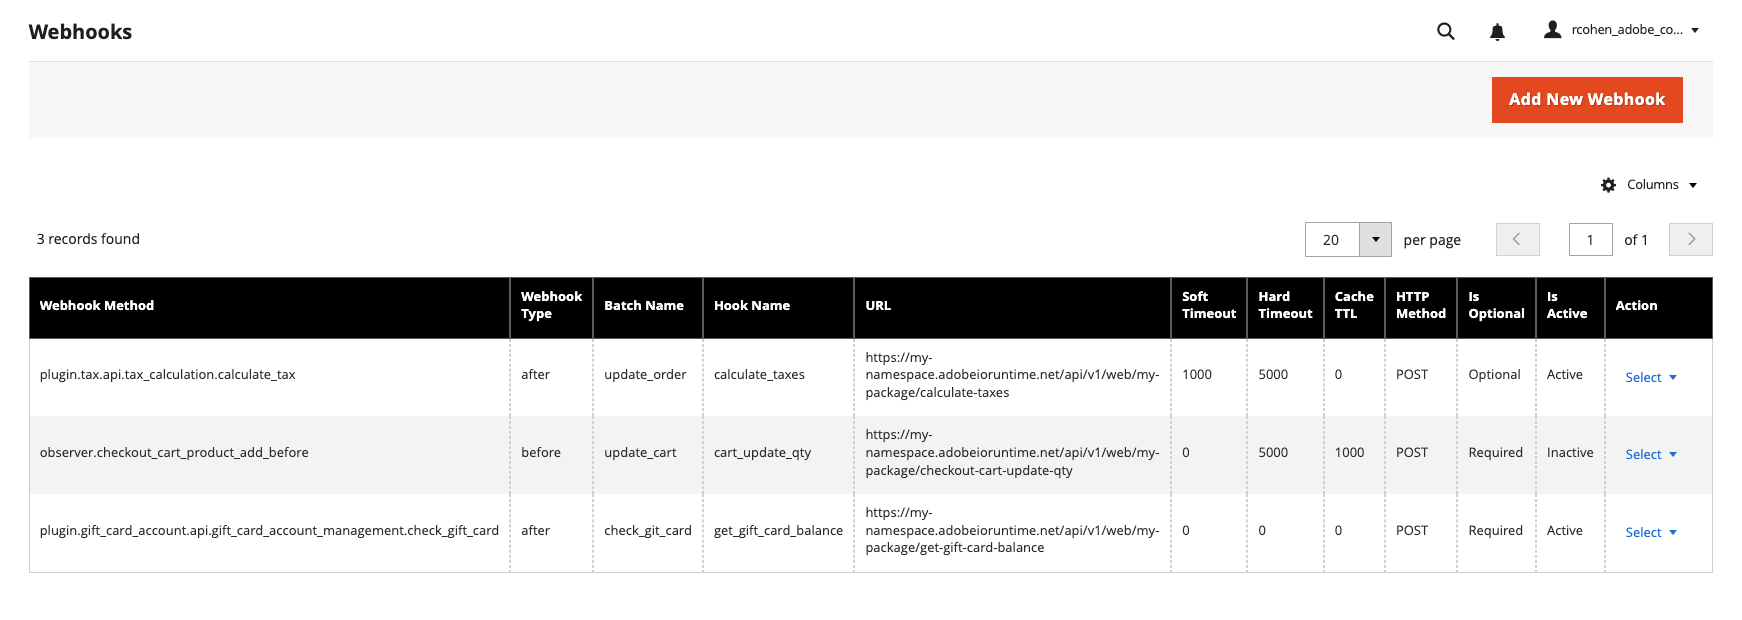 Webhooks
rcohen_adobe_co...
Add New Webhook
Columns
3 records found
20
per page
1
of 1
Webhook Method
Webhook
Type
Batch Name
Hook Name
URL
Soft
Timeout
Hard
Timeout
Cache
TTL
HTTP
Method
Is
Optional
Is
Active
Action
plugin.tax.api.tax_calculation.calculate_tax
after
update_order
calculate_taxes
https://my-
namespace.adobeioruntime.net/api/v1/web/my-
package/calculate-taxes
1000
5000
0
POST
Optional
Active
Select
observer.checkout_cart_product_add_before
before
update_cart
cart_update_qty
https://my-
namespace.adobeioruntime.net/api/v1/web/my-
package/checkout-cart-update-qty
0
5000
1000
POST
Required
Inactive
Select
plugin.gift_card_account.api.gift_card_account_management.check_gift_card
after
check_git_card
get_gift_card_balance
https://my-
namespace.adobeioruntime.net/api/v1/web/my-
package/get-gift-card-balance
0
0
0
POST
Required
Active
Select